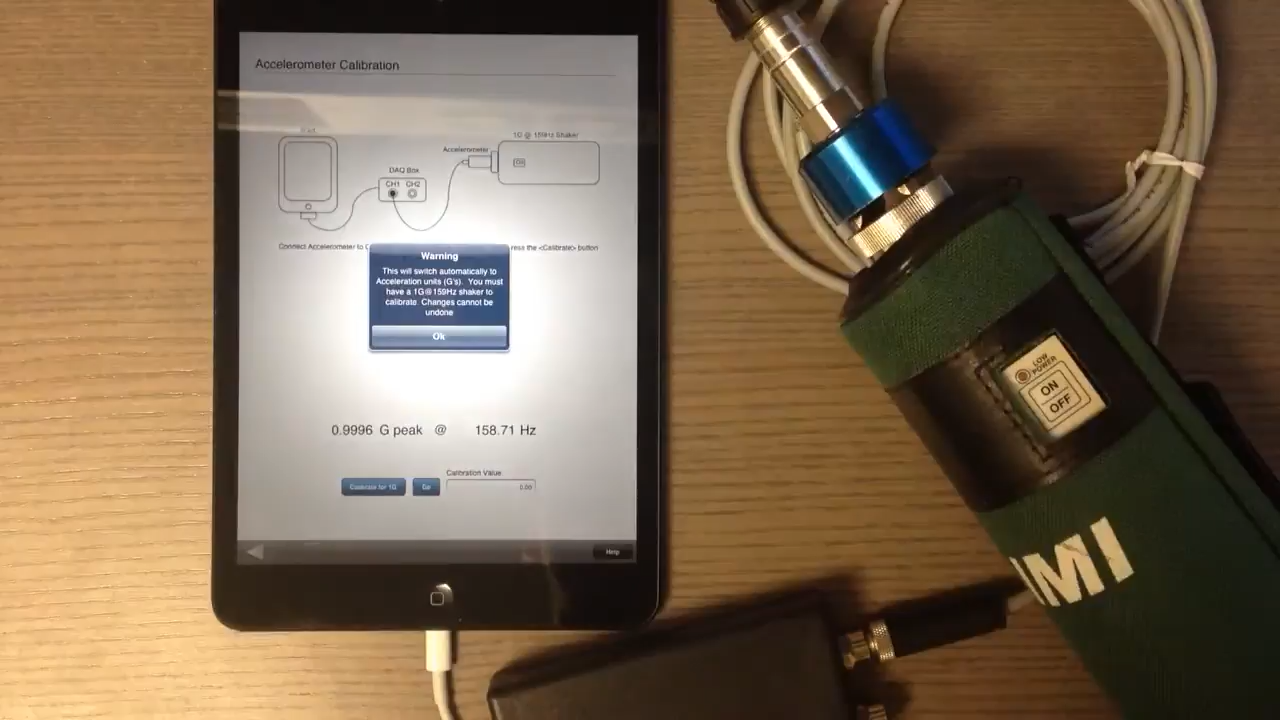 Accelerometer Calibration
iPad
1G @ 159Hz Shaker
Accelerometer
On
DAQ Box
CH1 CH2
Connect Accelerometer to
ress the <Calibrate> button
Warning
This will switch automatically to
Acceleration units (G's). You must
have a 1G@159Hz shaker to
calibrate. Changes cannot be
undone
Ok
0.9996 G peak @ 158.71 Hz
Calibration Value
Calibrate for 1G
Go
0.00
Help
LOW
POWER
ON
OFF
IMI